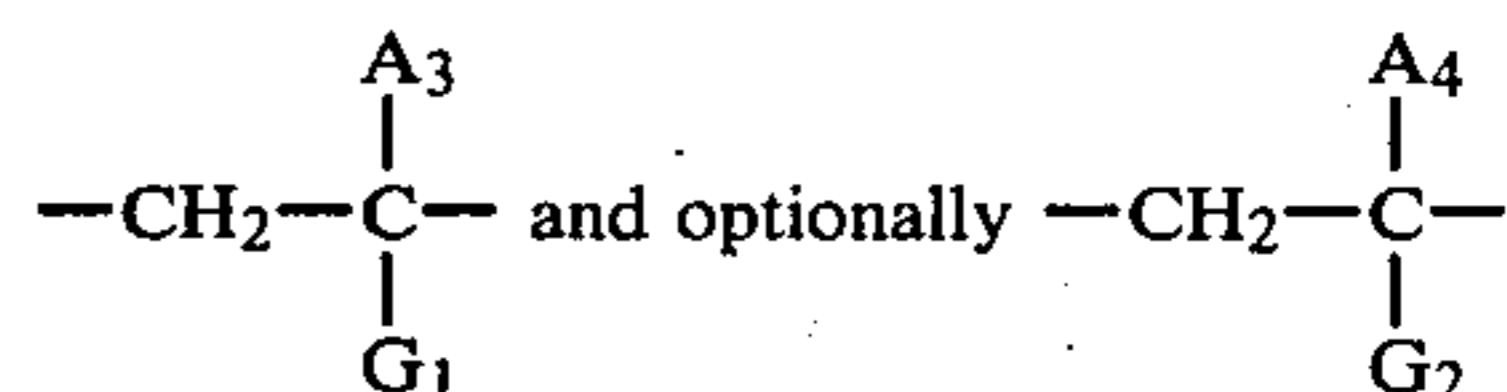 A3 A4
—CH2—C— and optionally —CH2—C—
G1 G2